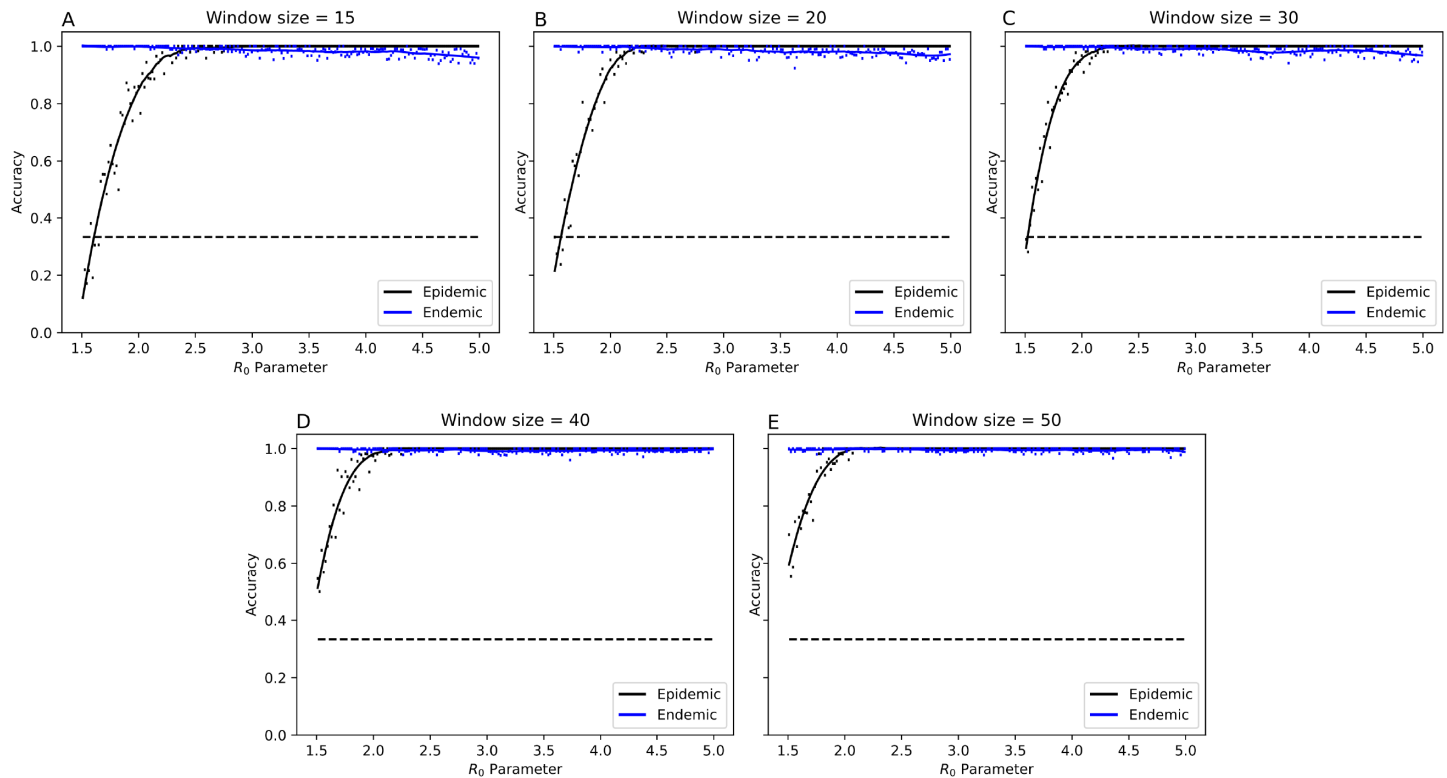 A
Window size = 15
1.0
0.8
0.6
0.4
0.2
0.0
Accuracy
1.5 2.0 2.5 3.0 3.5 4.0 4.5 5.0
R0 Parameter
Epidemic
Endemic
B
Window size = 20
Accuracy
1.5 2.0 2.5 3.0 3.5 4.0 4.5 5.0
R0 Parameter
Epidemic
Endemic
C
Window size = 30
Accuracy
1.5 2.0 2.5 3.0 3.5 4.0 4.5 5.0
R0 Parameter
Epidemic
Endemic
D
Window size = 40
1.0
0.8
0.6
0.4
0.2
0.0
Accuracy
1.5 2.0 2.5 3.0 3.5 4.0 4.5 5.0
R0 Parameter
Epidemic
Endemic
E
Window size = 50
Accuracy
1.5 2.0 2.5 3.0 3.5 4.0 4.5 5.0
R0 Parameter
Epidemic
Endemic